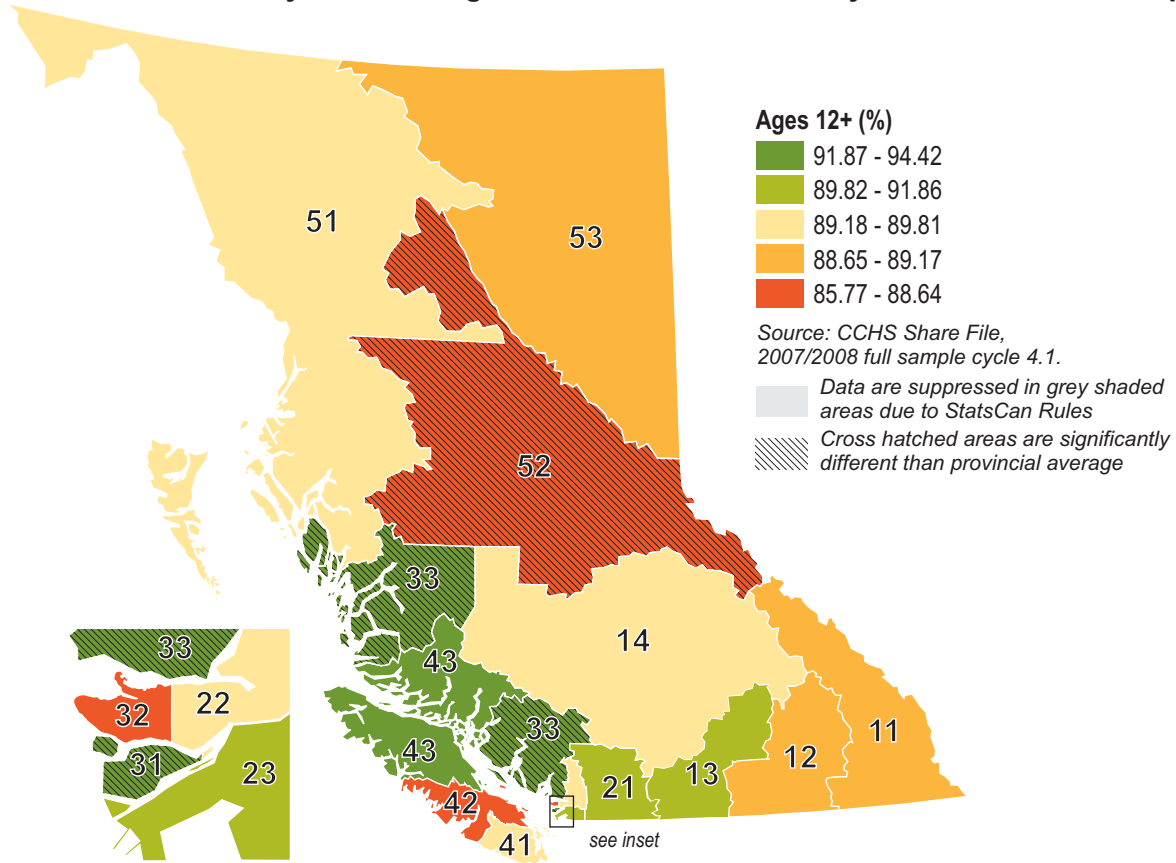 Ages 12+ (%)
91.87 - 94.42
89.82 - 91.86
89.18 - 89.81
88.65 - 89.17
85.77 - 88.64
Source: CCHS Share File,
2007/2008 full sample cycle 4.1.
Data are suppressed in grey shaded
areas due to StatsCan Rules
Cross hatched areas are significantly
different than provincial average
51
53
52
33
14
43
33
43
11
12
13
21
42
41
see inset
33
32
22
31
23